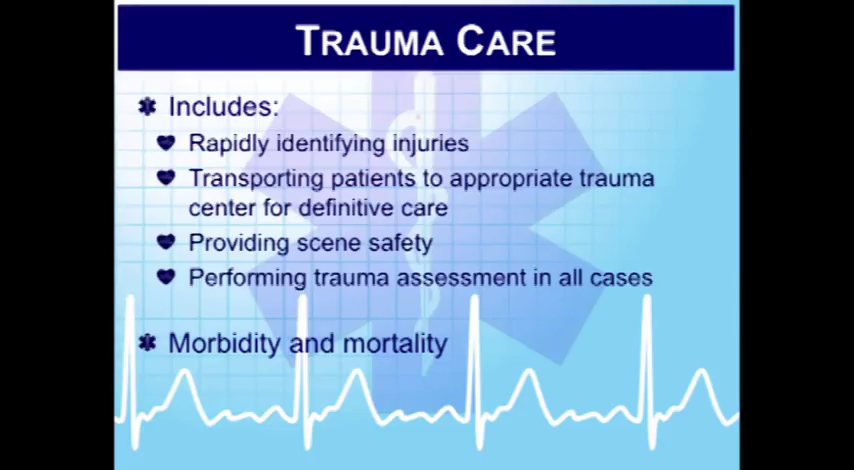 TRAUMA CARE
Includes:
Rapidly identifying injuries
Transporting patients to appropriate trauma
center for definitive care
Providing scene safety
Performing trauma assessment in all cases
Morbidity and mortality